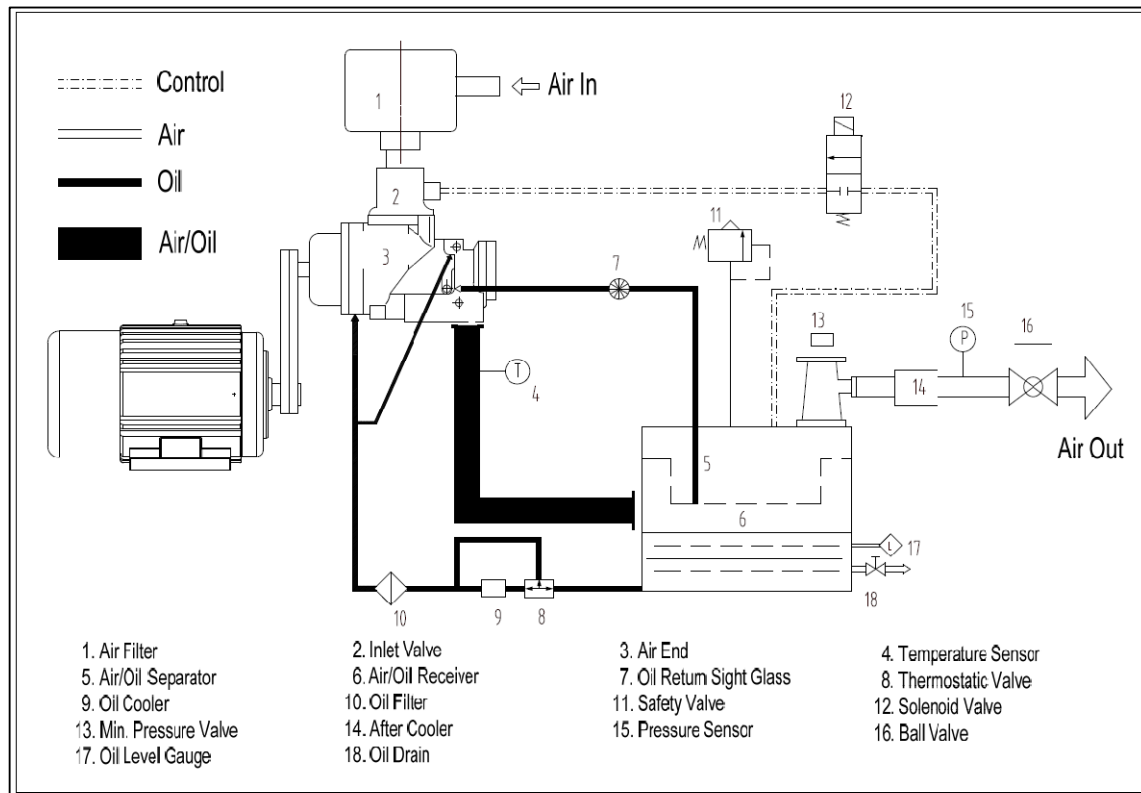 Control
Air
Oil
Air/Oil
1
Air In
12
2
11
3
7
15
16
13
P
T
4
14
5
Air Out
6
L
17
10
9
8
18
1. Air Filter
2. Inlet Valve
3. Air End
4. Temperature Sensor
5. Air/Oil Separator
6. Air/Oil Receiver
7. Oil Return Sight Glass
8. Thermostatic Valve
9. Oil Cooler
10. Oil Filter
11. Safety Valve
12. Solenoid Valve
13. Min. Pressure Valve
14. After Cooler
15. Pressure Sensor
16. Ball Valve
17. Oil Level Gauge
18. Oil Drain